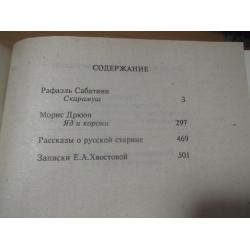 СОДЕРЖАНИЕ
Рафаэль Сабатини
Скарамуш 3
Морис Дрюон
Яд и корона 297
Рассказы о русской старине 469
Записки Е.А.Хвостовой 501